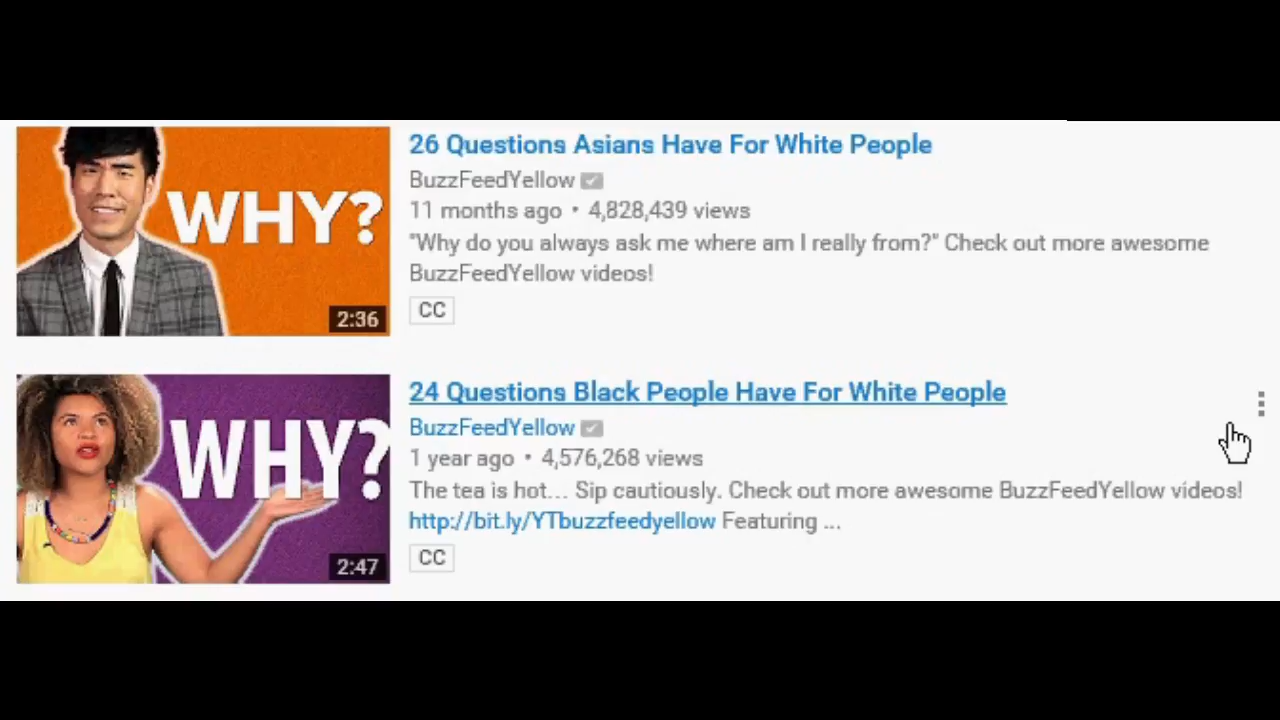 WHY?
2:36
26 Questions Asians Have For White People
BuzzFeedYellow
11 months ago • 4,828,439 views
"Why do you always ask me where am I really from?" Check out more awesome
BuzzFeedYellow videos!
CC
WHY?
2:47
24 Questions Black People Have For White People
BuzzFeedYellow
1 year ago • 4,576,268 views
The tea is hot... Sip cautiously. Check out more awesome BuzzFeedYellow videos!
http://bit.ly/YTbuzzfeedyellow Featuring ...
CC